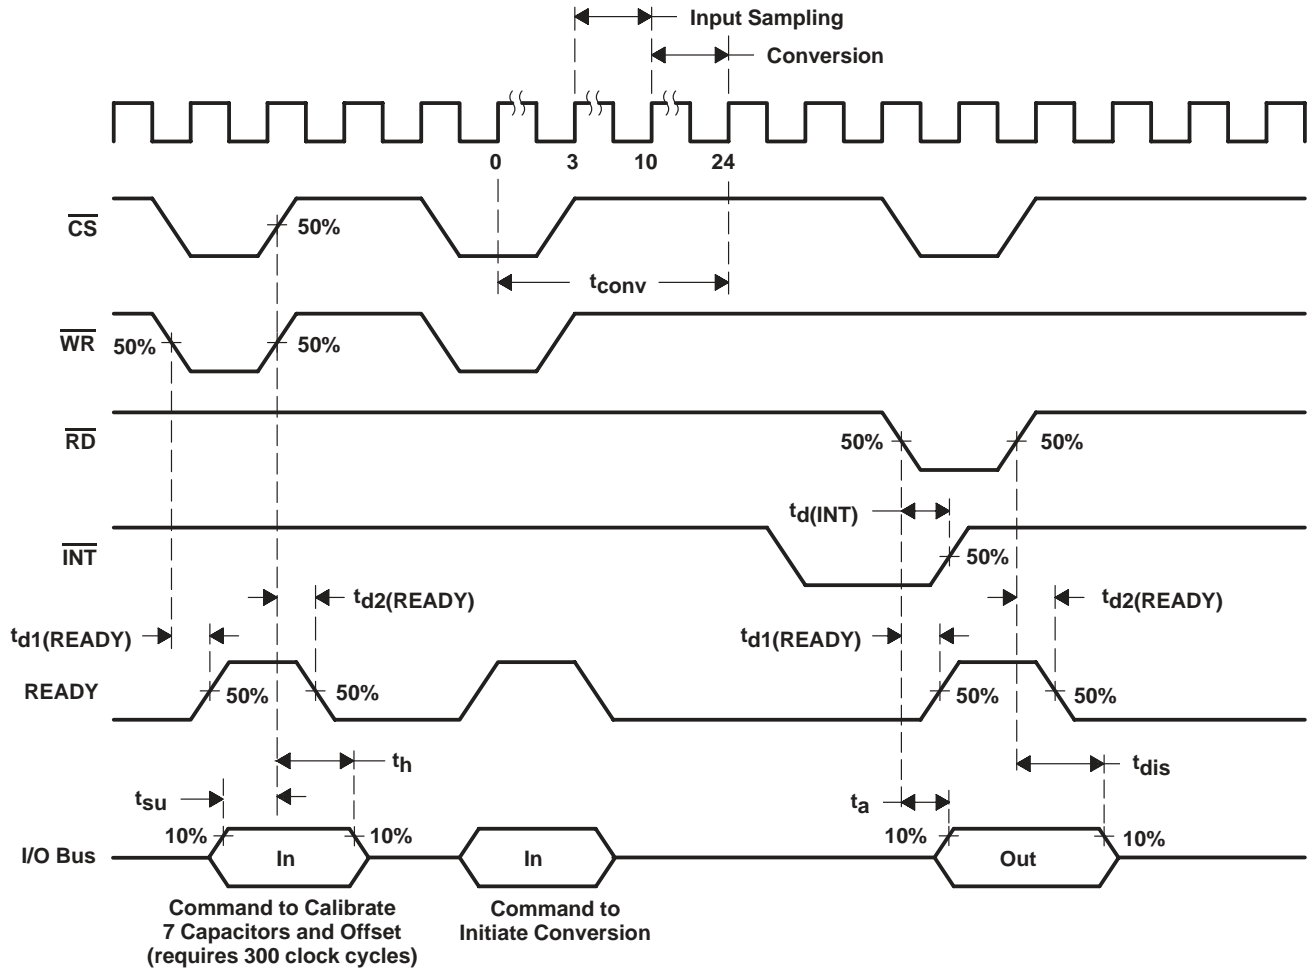 Input Sampling
Conversion
0 3 10 24
CS 50%
tconv
WR 50% 50%
RD 50% 50%
td(INT)
INT 50%
td2(READY) td2(READY)
td1(READY) td1(READY)
READY 50% 50% 50% 50%
th tdis
tsu ta
10% 10% 10% 10%
I/O Bus In In Out
Command to Calibrate
7 Capacitors and Offset
(requires 300 clock cycles)
Command to
Initiate Conversion